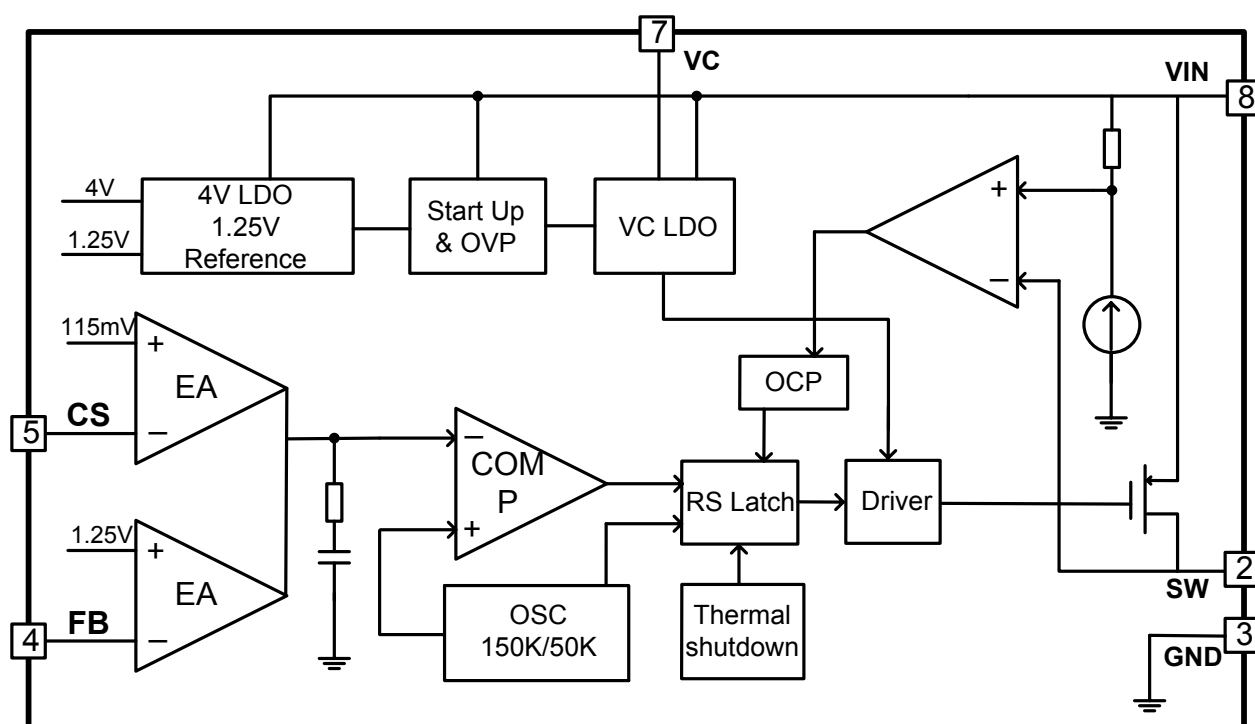 7
VC
VIN
8
4V
1.25V
4V LDO
1.25V
Reference
Start Up
& OVP
VC LDO
+
−
115mV
+
EA
−
CS
5
OCP
−
COM
P
+
RS Latch
Driver
1.25V
+
EA
−
FB
4
OSC
150K/50K
Thermal
shutdown
2
SW
3
GND